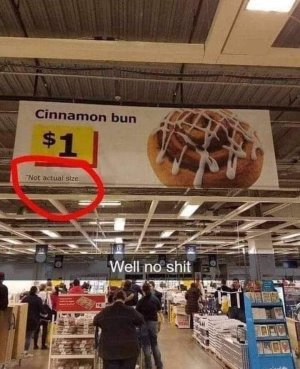 Cinnamon bun
$1
*Not actual size
Well no shit